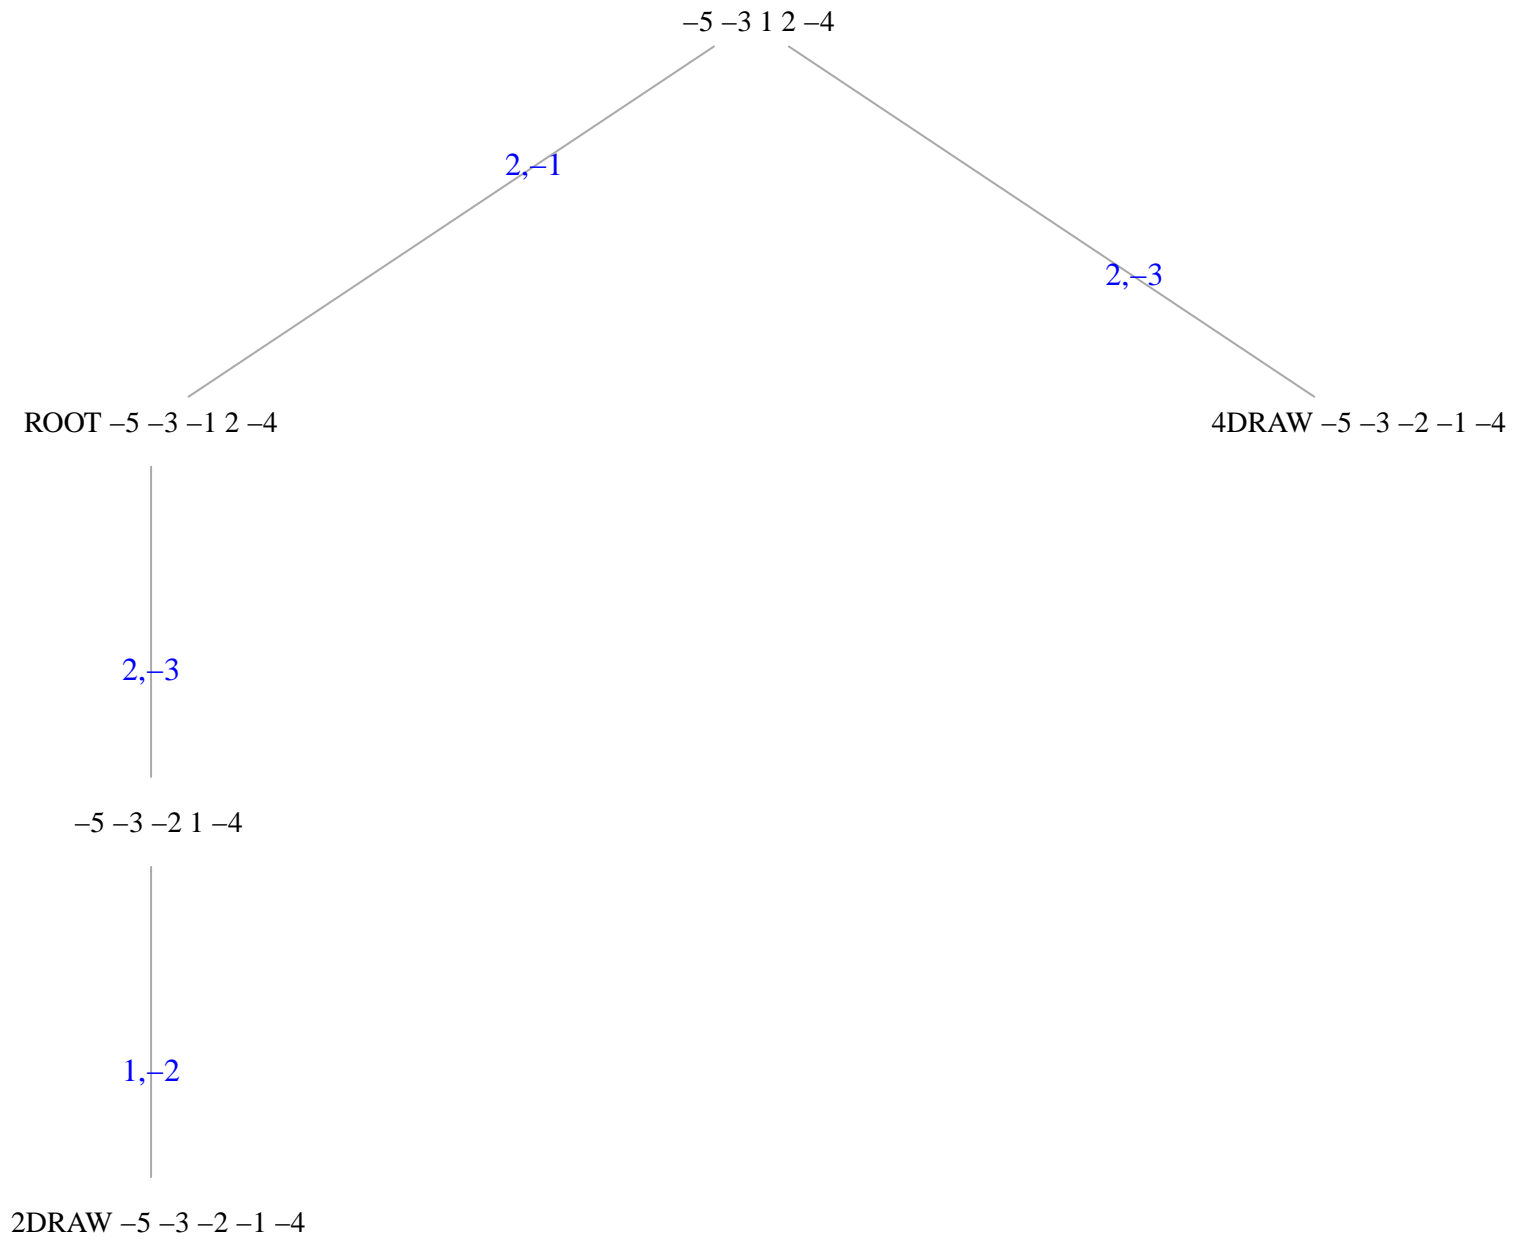 –5 –3 1 2 –4
2,–1
2,–3
ROOT –5 –3 –1 2 –4
4DRAW –5 –3 –2 –1 –4
2,–3
–5 –3 –2 1 –4
1,–2
2DRAW –5 –3 –2 –1 –4